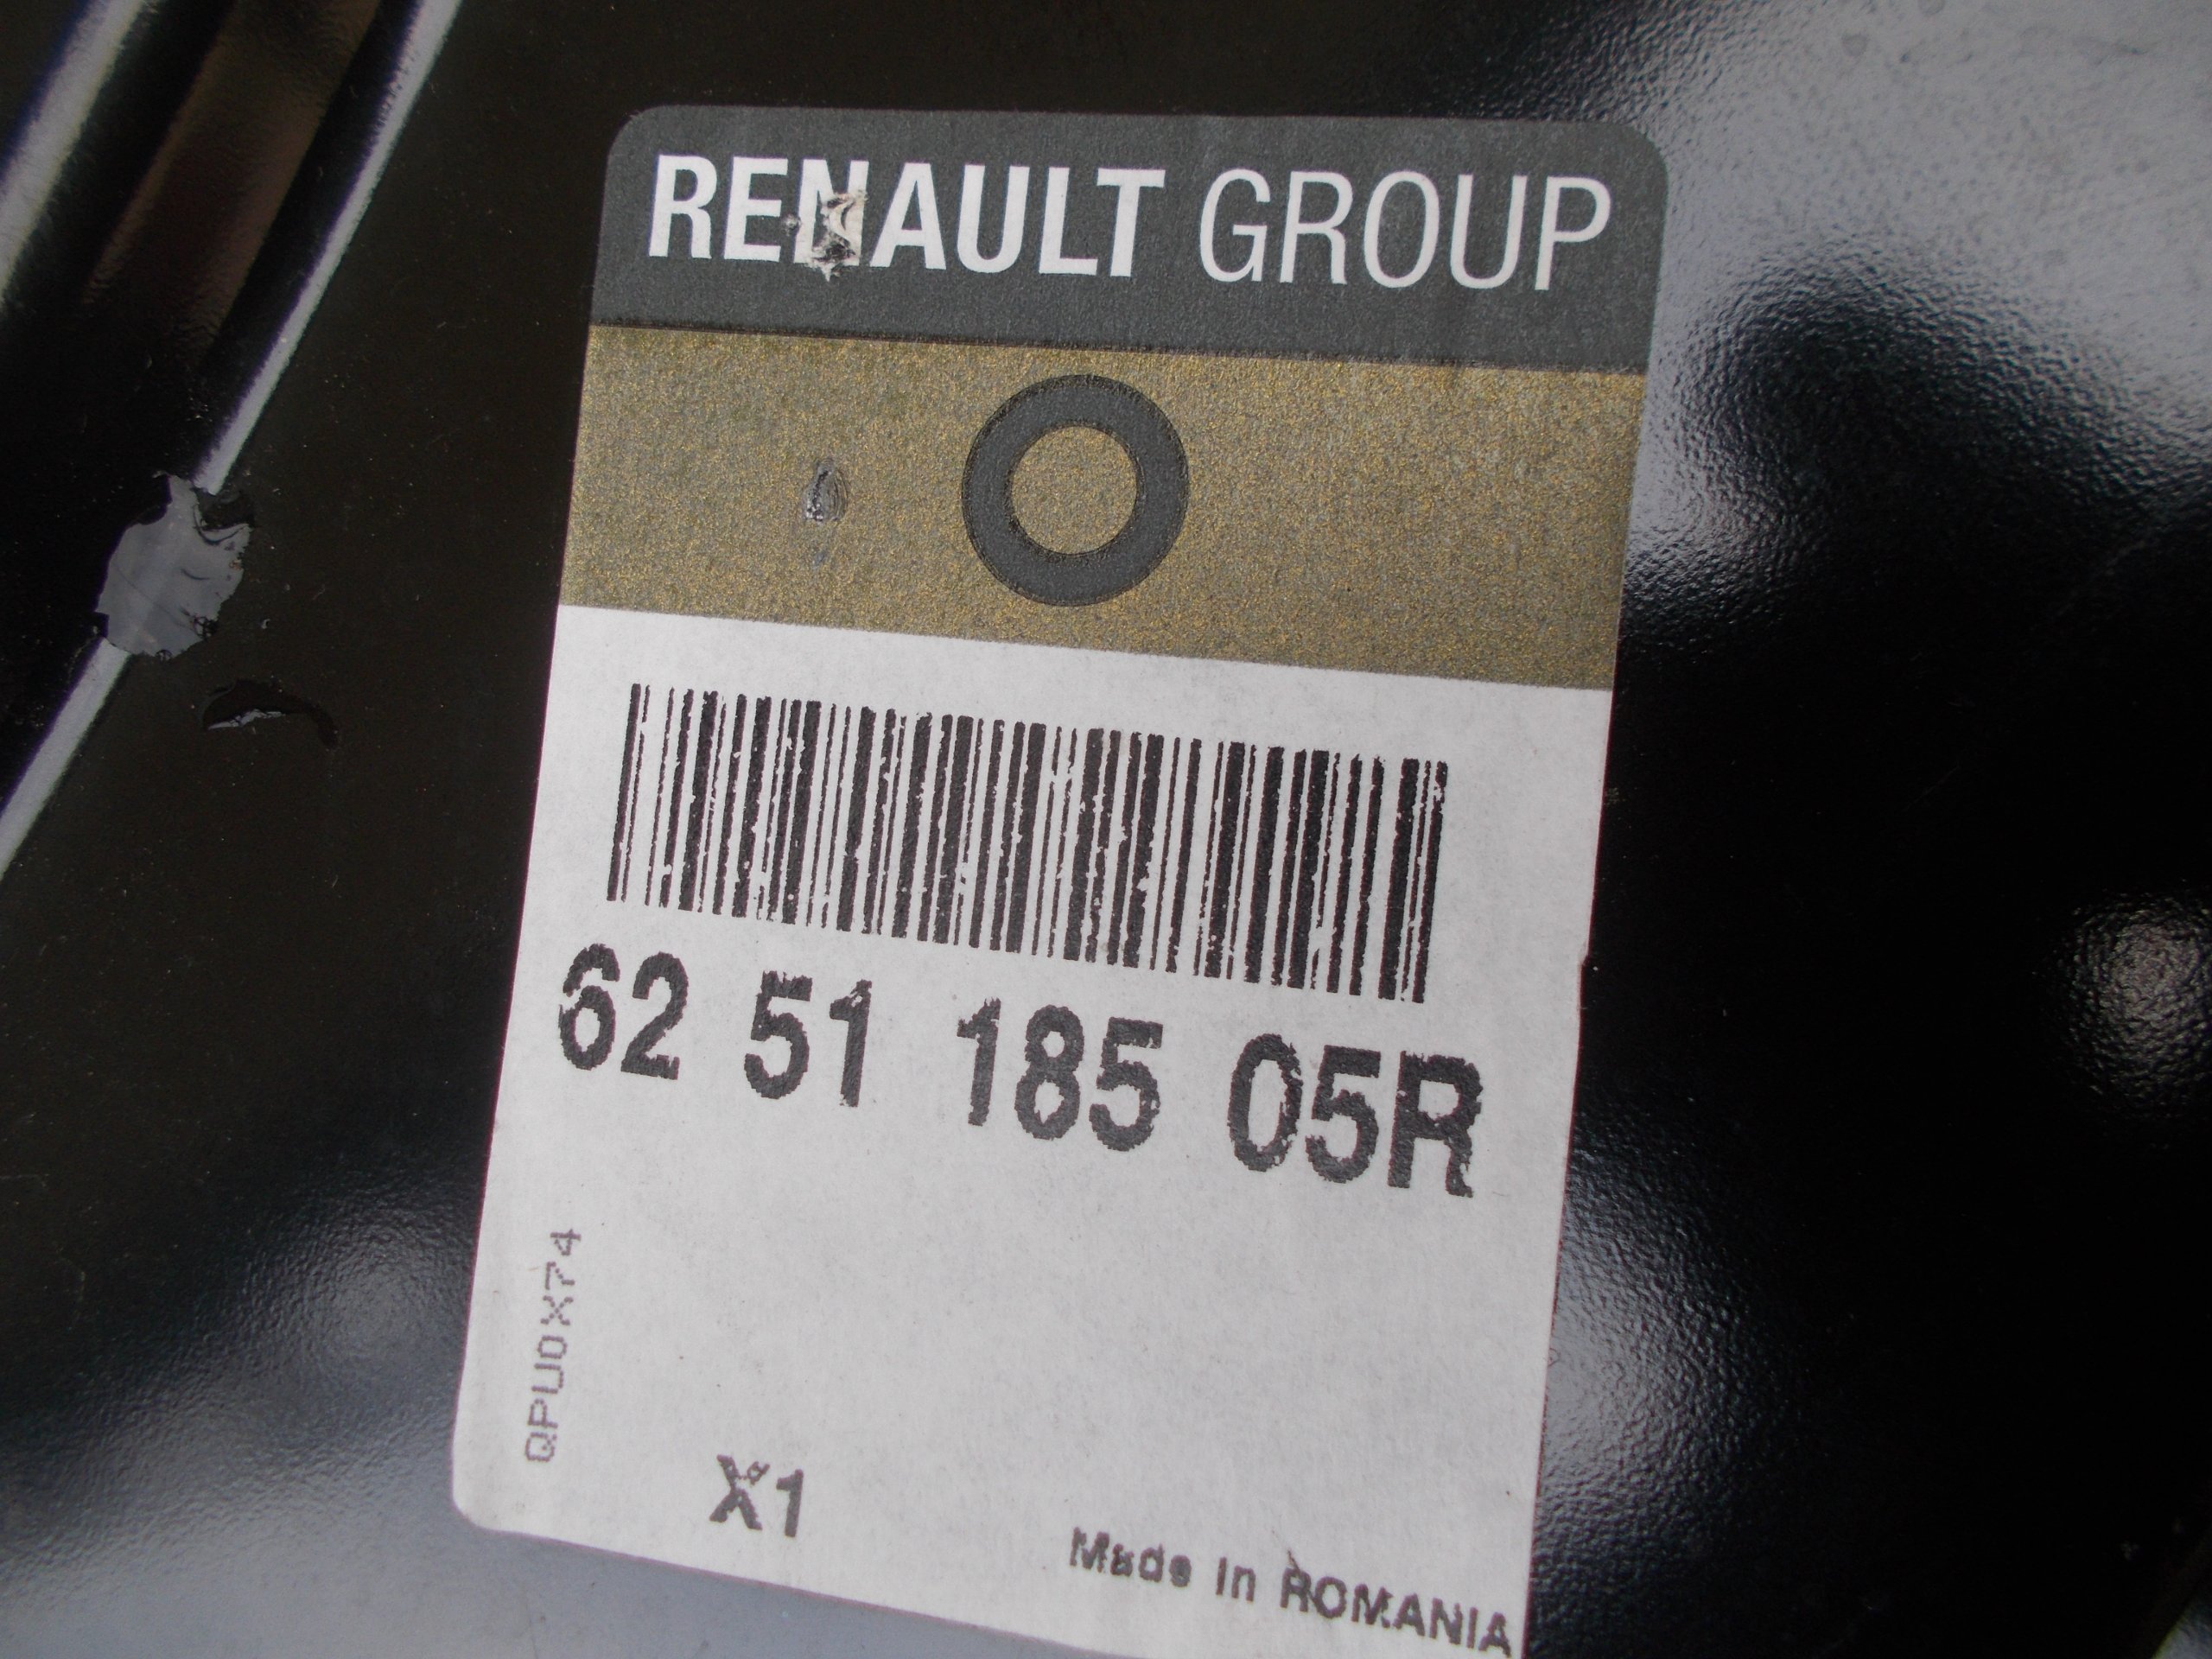 RENAULT GROUP
62 51 185 05R
QPU0X74
X1
Made in ROMANIA